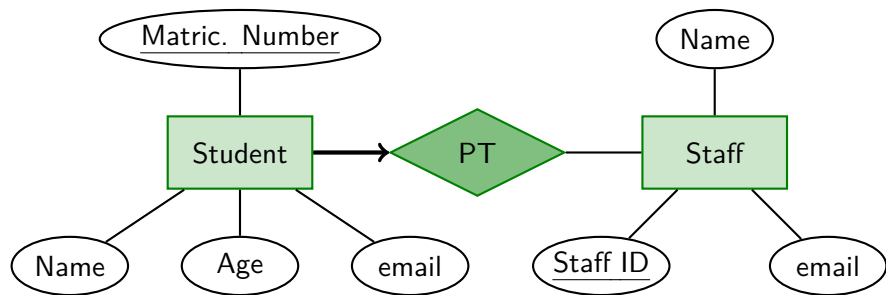 Matric. Number
Name
Student
PT
Staff
Name
Age
email
Staff ID
email